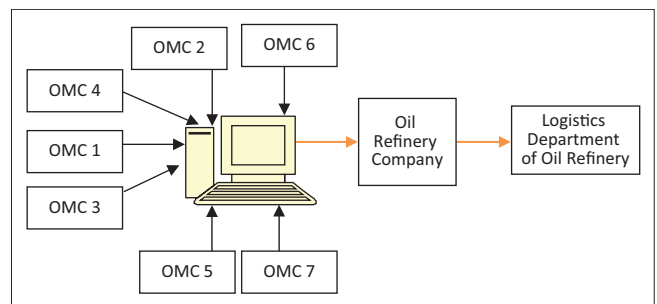 OMC 2
OMC 6
OMC 4
OMC 1
OMC 3
OMC 5
OMC 7
Oil
Refinery
Company
Logistics
Department
of Oil Refinery